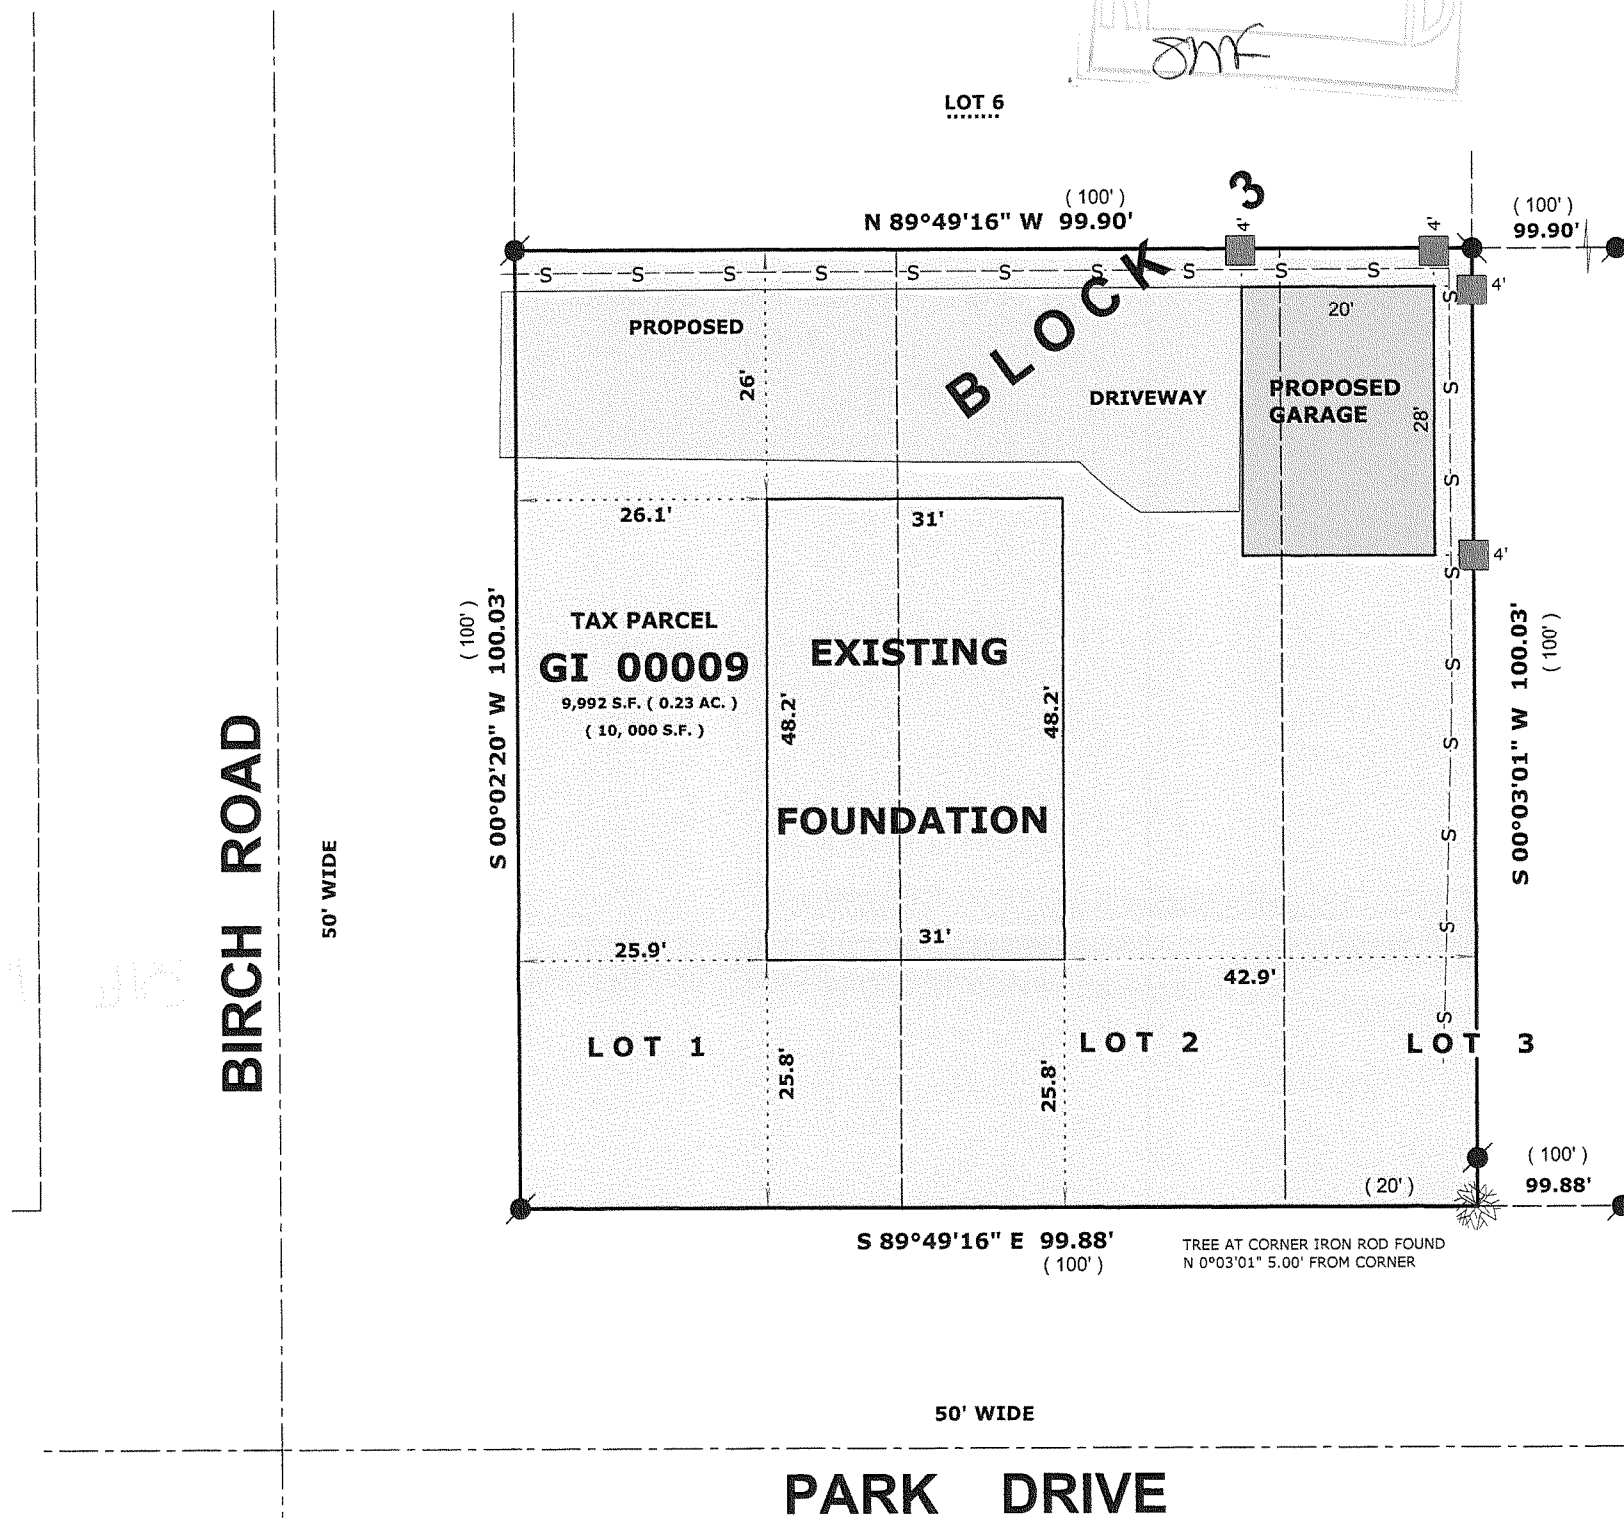 LOT 6
3
( 100' )
N 89°49'16" W 99.90'
4'
4'
( 100' )
99.90'
S S S S S S S S S S
PROPOSED
26'
BLOCK
DRIVEWAY
20'
PROPOSED
GARAGE
28'
S
4'
S
S
4'
S
26.1'
31'
TAX PARCEL
GI 00009
9,992 S.F. ( 0.23 AC. )
( 10, 000 S.F. )
EXISTING
FOUNDATION
48.2'
48.2'
( 100' )
S 00°02'20" W 100.03'
S 00°03'01" W 100.03'
( 100' )
S
S
S
S
S
BIRCH ROAD
50' WIDE
25.9'
31'
42.9'
LOT 1
LOT 2
LOT 3
25.8'
25.8'
( 20' )
( 100' )
99.88'
S 89°49'16" E 99.88'
( 100' )
TREE AT CORNER IRON ROD FOUND
N 0°03'01" 5.00' FROM CORNER
50' WIDE
PARK DRIVE